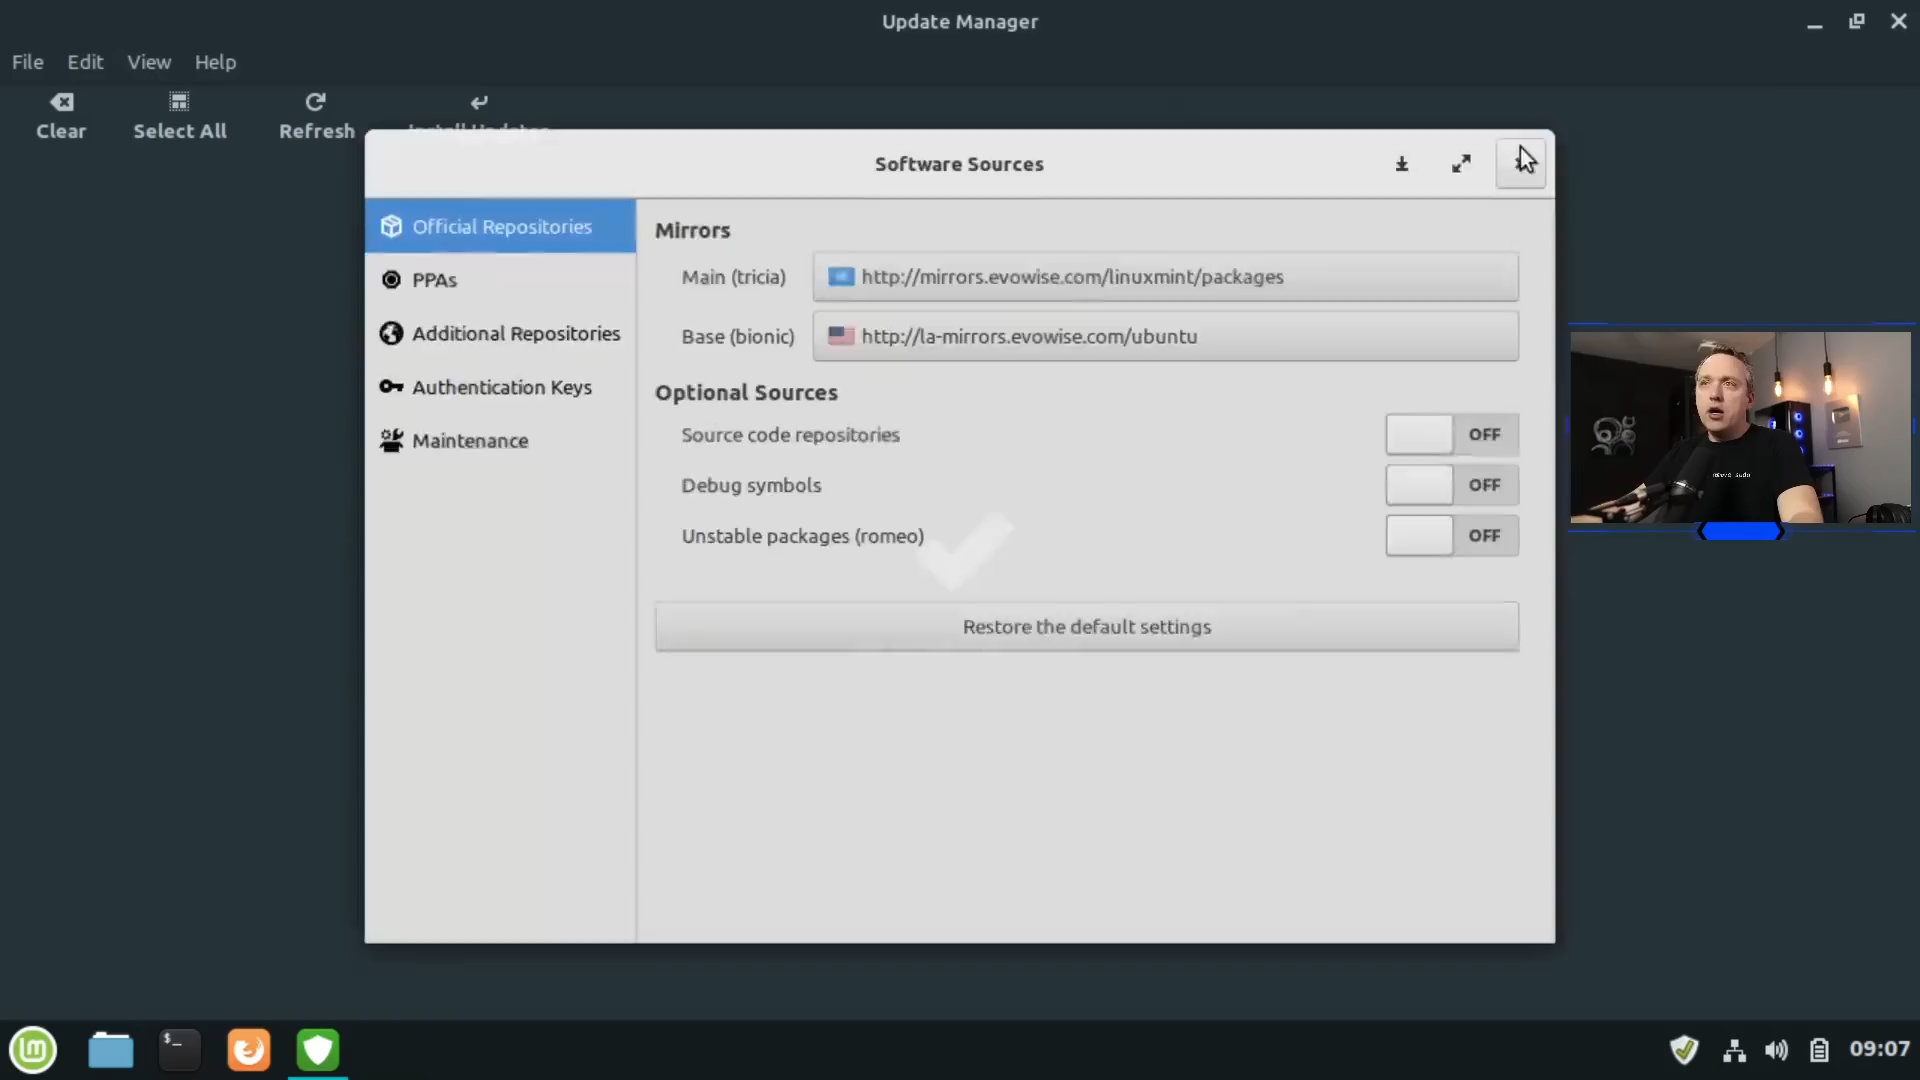 Update Manager
File Edit View Help
Clear Select All Refresh Install Updates
Software Sources
Official Repositories
PPAs
Additional Repositories
Authentication Keys
Maintenance
Mirrors
Main (tricia) http://mirrors.evowise.com/linuxmint/packages
Base (bionic) http://la-mirrors.evowise.com/ubuntu
Optional Sources
Source code repositories OFF
Debug symbols OFF
Unstable packages (romeo) OFF
Restore the default settings
$_
09:07